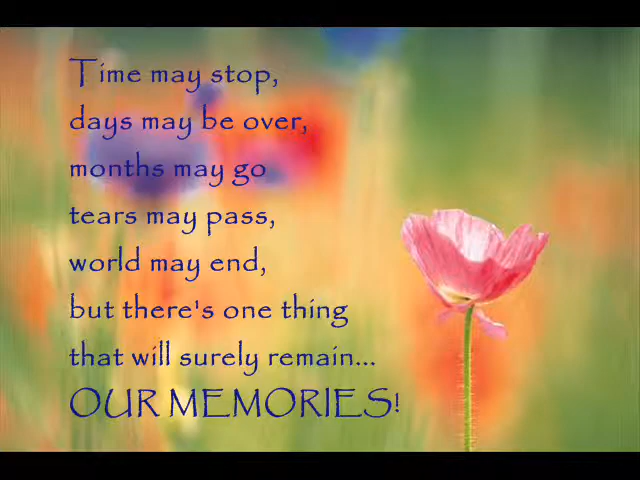 Time may stop,
days may be over,
months may go
tears may pass,
world may end,
but there's one thing
that will surely remain...
OUR MEMORIES!